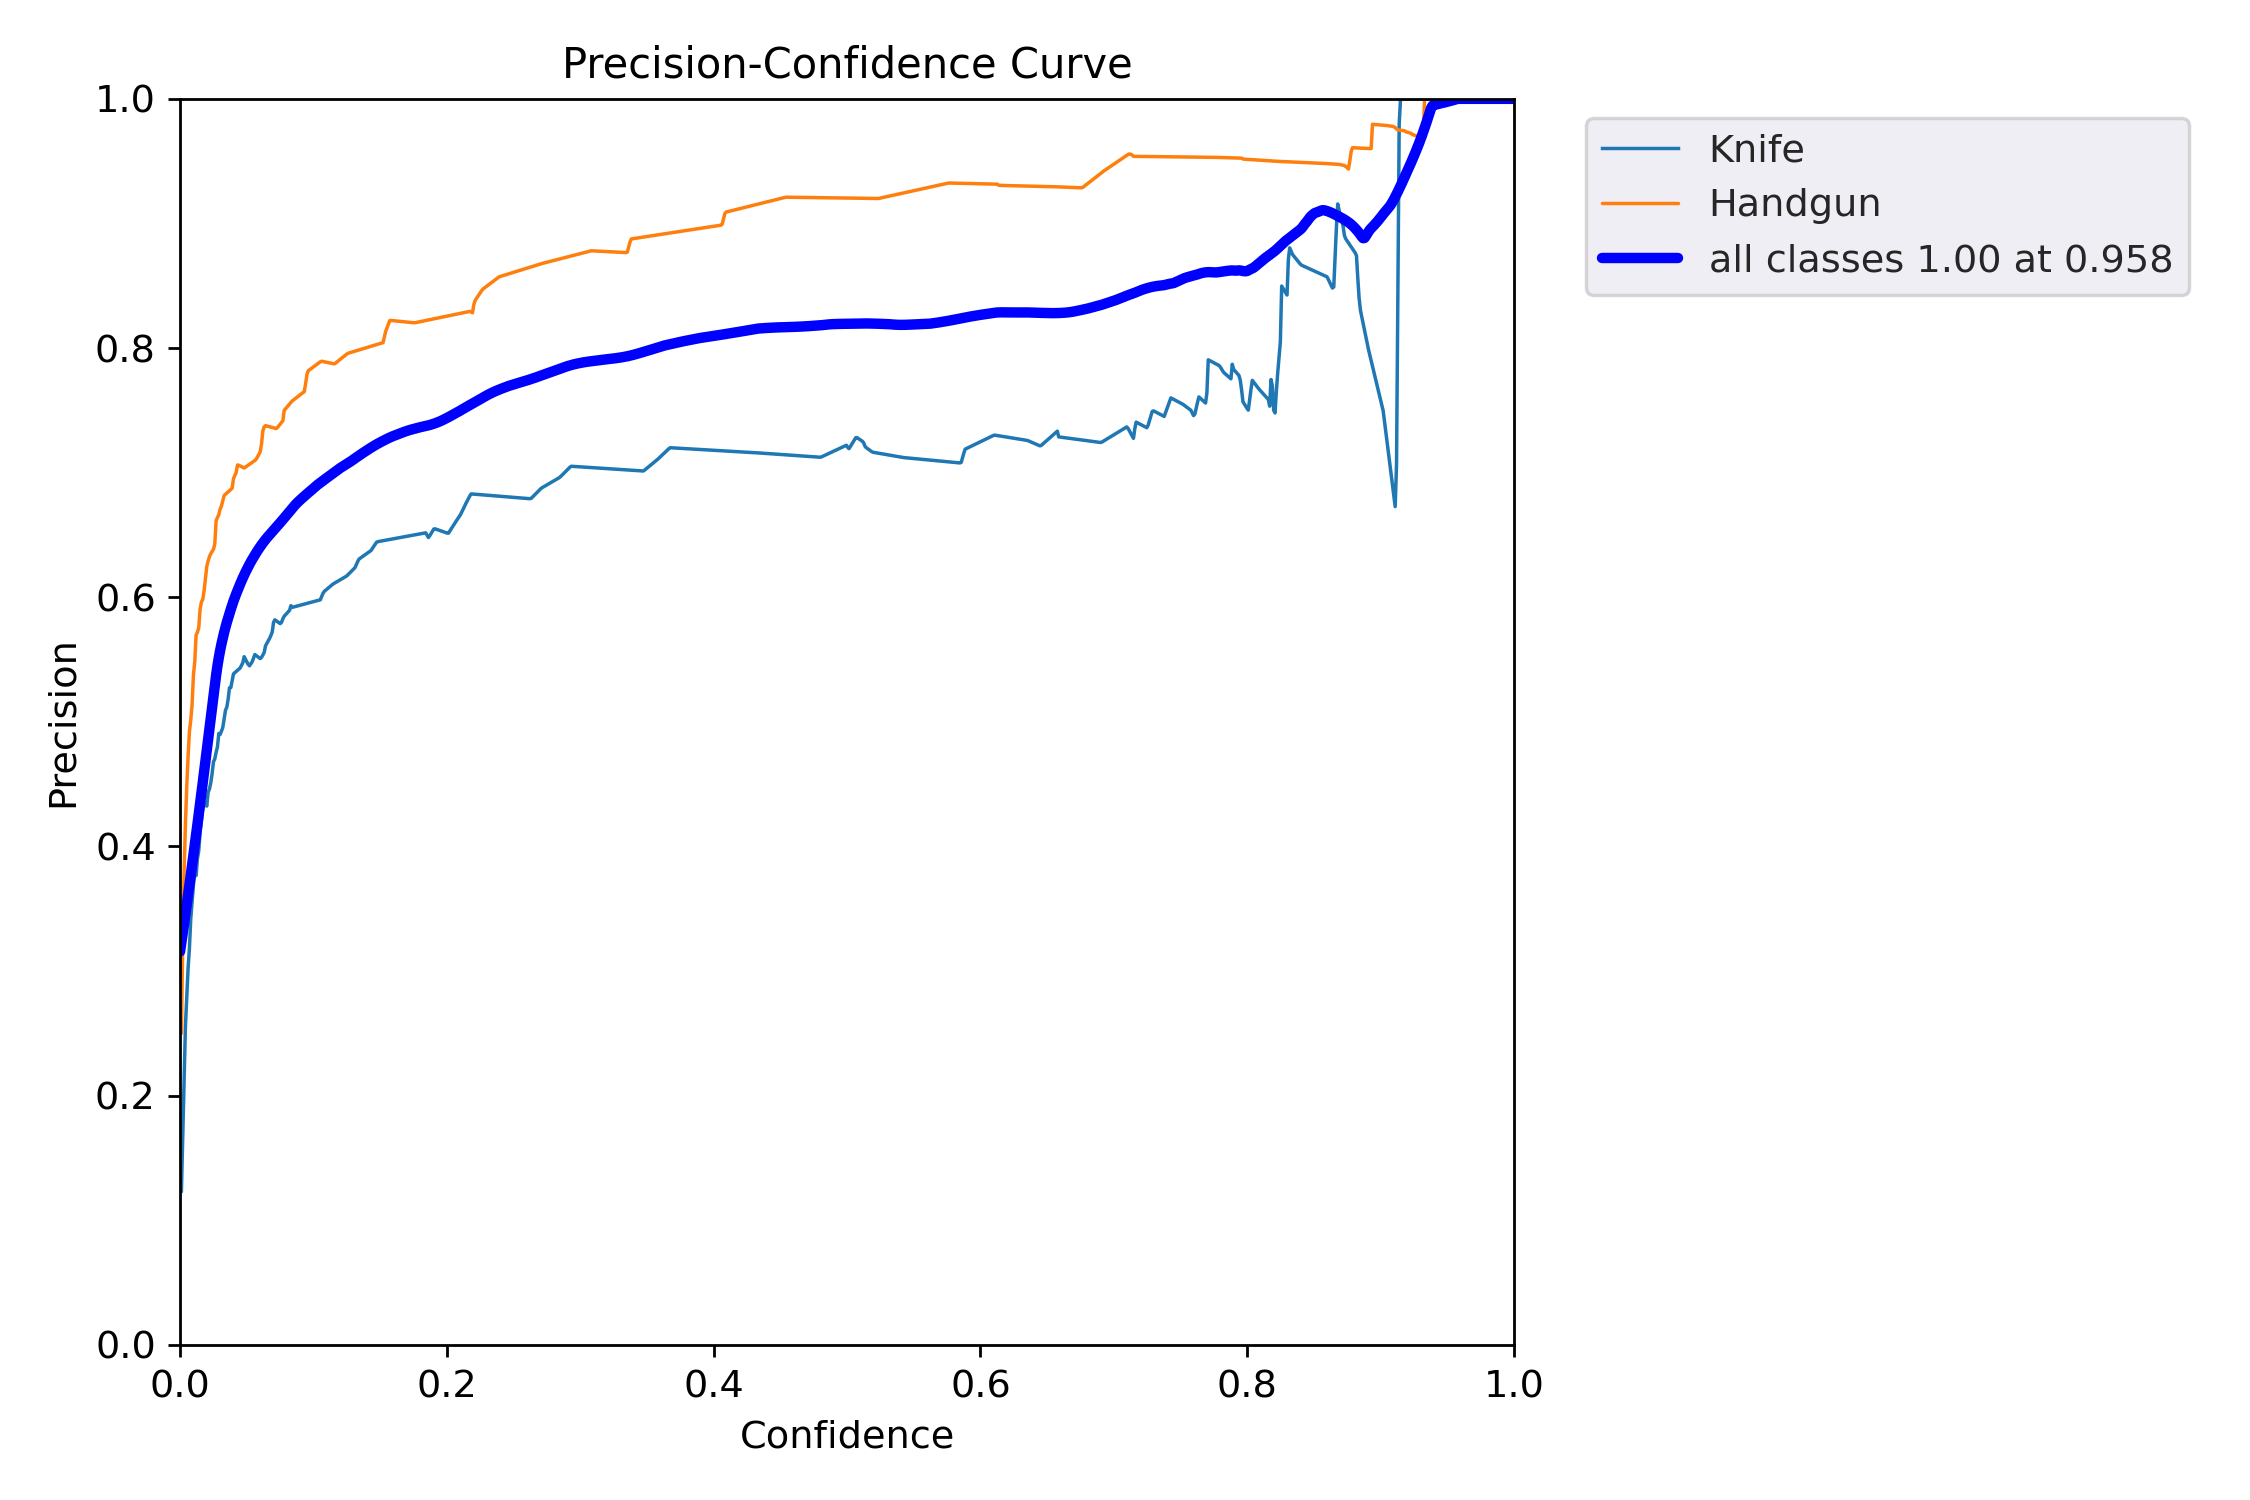 Precision-Confidence Curve
1.0
0.8
0.6
0.4
0.2
0.0
Precision
0.0 0.2 0.4 0.6 0.8 1.0
Confidence
Knife
Handgun
all classes 1.00 at 0.958